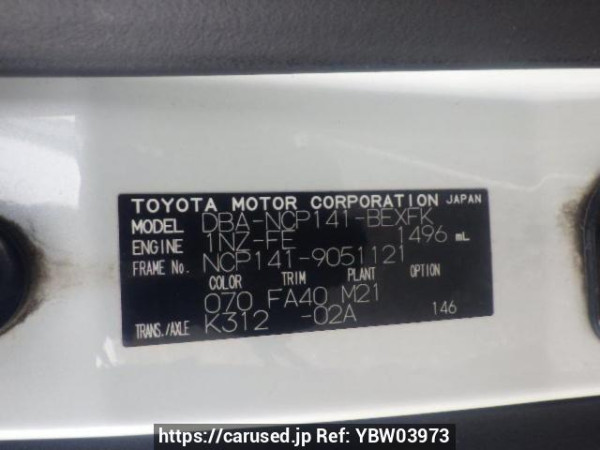 TOYOTA MOTOR CORPORATION JAPAN
MODEL DBA-NCP141-BEXFK
ENGINE 1NZ-FE 1496 mL
FRAME No. NCP141-9051121
COLOR TRIM PLANT OPTION
070 FA40 M21
TRANS./AXLE K312 -02A 146
https://carused.jp Ref: YBW03973